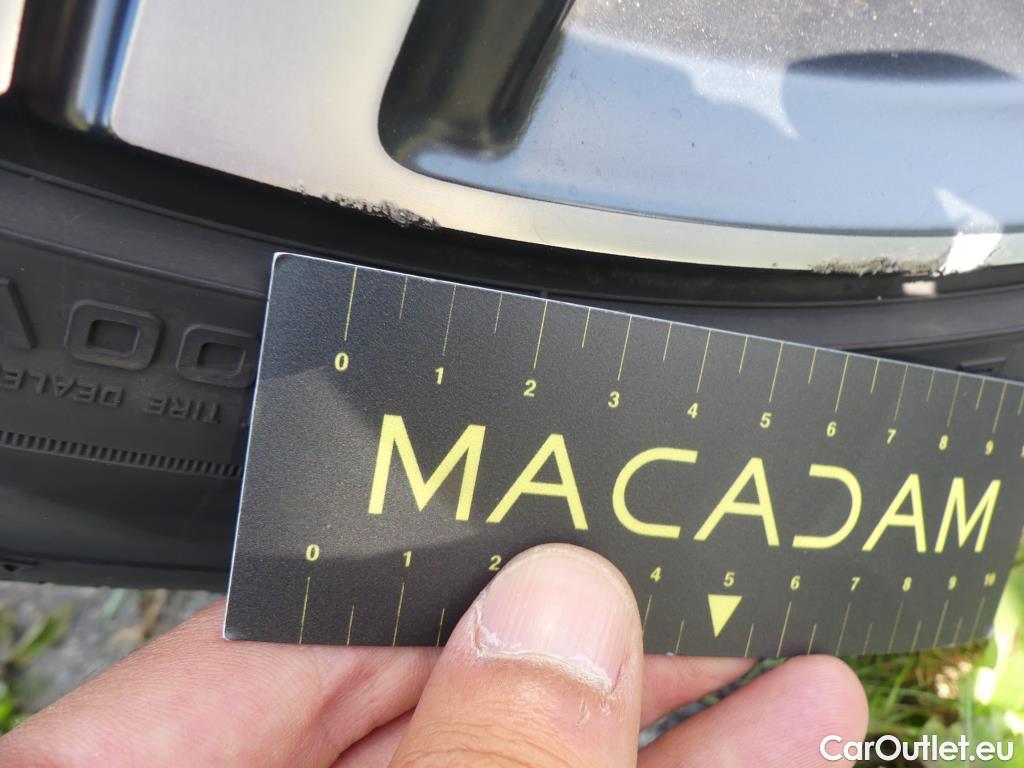 OOV
TIRE DEALE
0 1 2 3 4 5 6 7 8 9
MACADAM
0 1 2 4 5 6 7 8 9 10
CarOutlet.eu